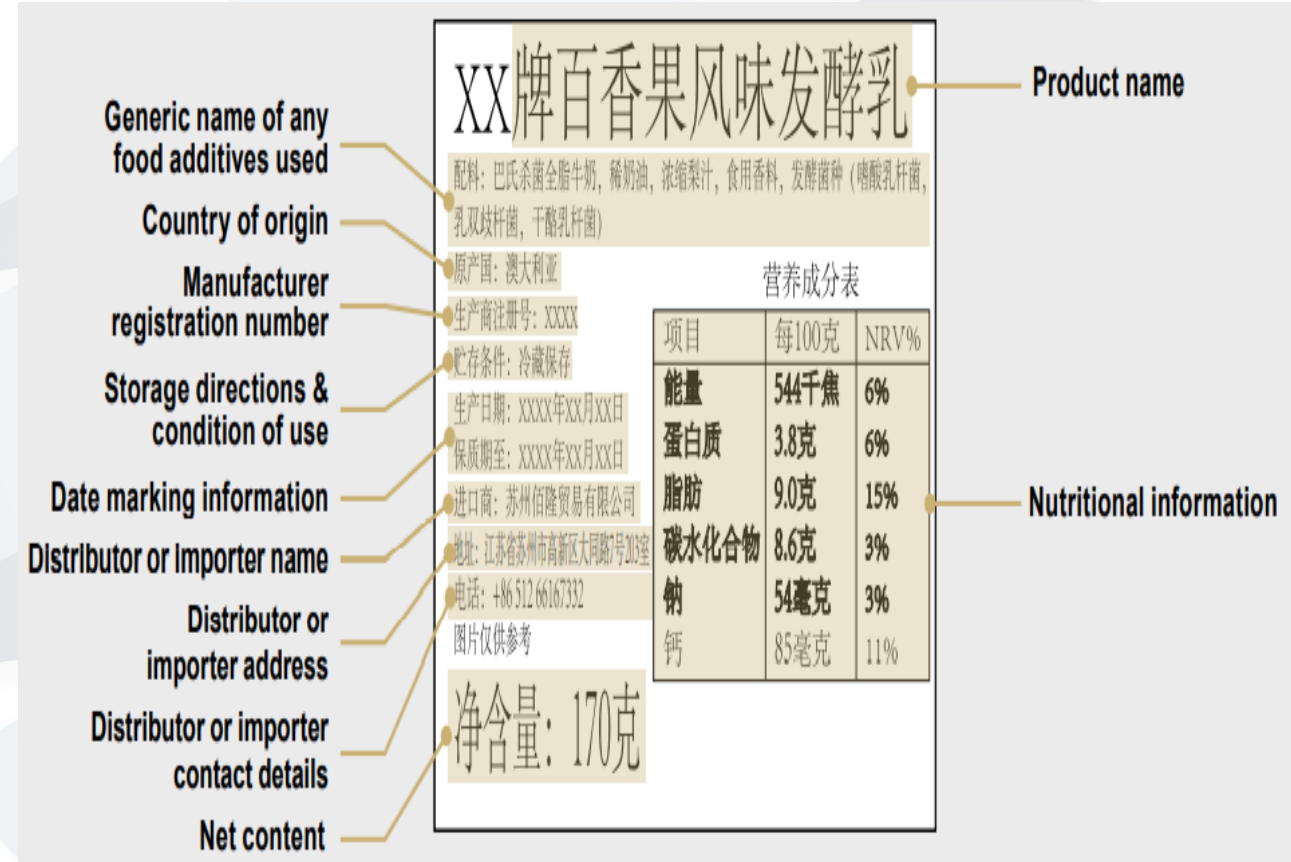 XX牌百香果风味发酵乳
Product name
Generic name of any
food additives used
配料：巴氏杀菌全脂牛奶，稀奶油，浓缩梨汁，食用香料，发酵菌种（嗜酸乳杆菌，
乳双歧杆菌，干酪乳杆菌）
Country of origin
原产国：澳大利亚
Manufacturer
registration number
生产商注册号：XXXX
Storage directions &
condition of use
贮存条件：冷藏保存
Date marking information
生产日期：XXXX年XX月XX日
保质期至：XXXX年XX月XX日
Distributor or importer name
进口商：苏州佰隆贸易有限公司
Distributor or
importer address
地址：江苏省苏州市高新区大同路7号203室
Distributor or importer
contact details
电话：+86 512 66167332
图片仅供参考
Net content
净含量：170克
营养成分表
项目 每100克 NRV%
能量 544千焦 6%
蛋白质 3.8克 6%
脂肪 9.0克 15%
碳水化合物 8.6克 3%
钠 54毫克 3%
钙 85毫克 11%
Nutritional information